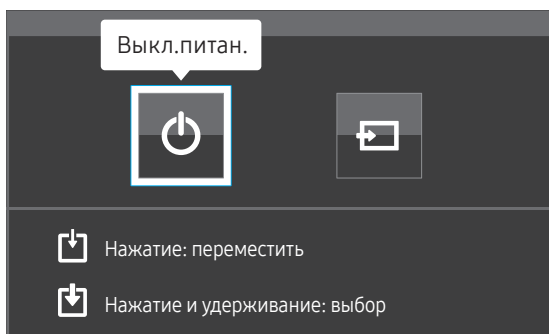 Выкл.питан.
Нажатие: переместить
Нажатие и удерживание: выбор